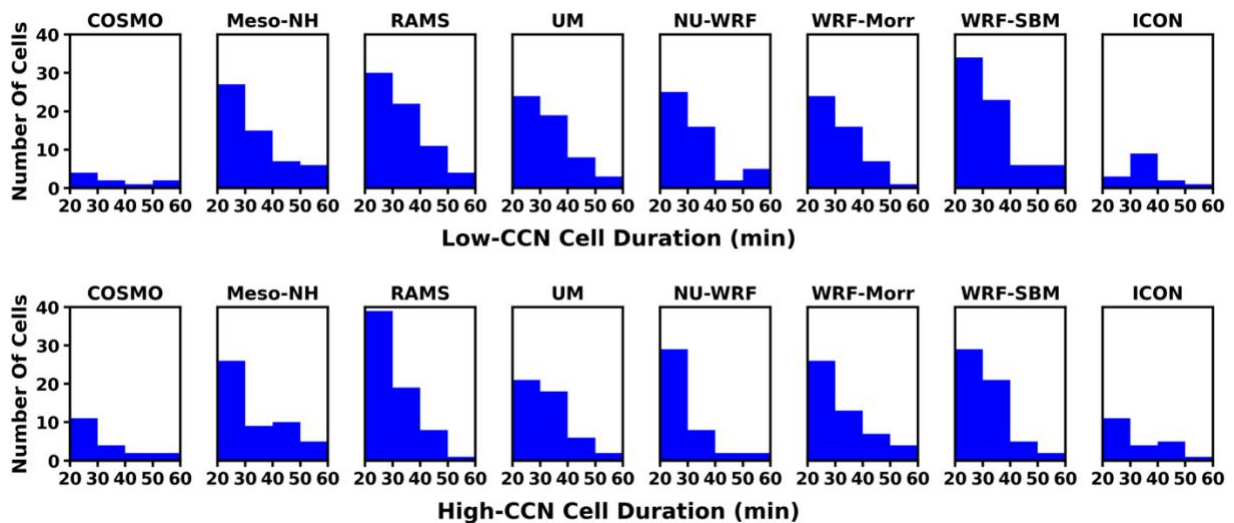 COSMO Meso-NH RAMS UM NU-WRF WRF-Morr WRF-SBM ICON
40
30
20
10
0
Number Of Cells
20 30 40 50 60 20 30 40 50 60 20 30 40 50 60 20 30 40 50 60 20 30 40 50 60 20 30 40 50 60 20 30 40 50 60 20 30 40 50 60
Low-CCN Cell Duration (min)
COSMO Meso-NH RAMS UM NU-WRF WRF-Morr WRF-SBM ICON
40
30
20
10
0
Number Of Cells
20 30 40 50 60 20 30 40 50 60 20 30 40 50 60 20 30 40 50 60 20 30 40 50 60 20 30 40 50 60 20 30 40 50 60 20 30 40 50 60
High-CCN Cell Duration (min)